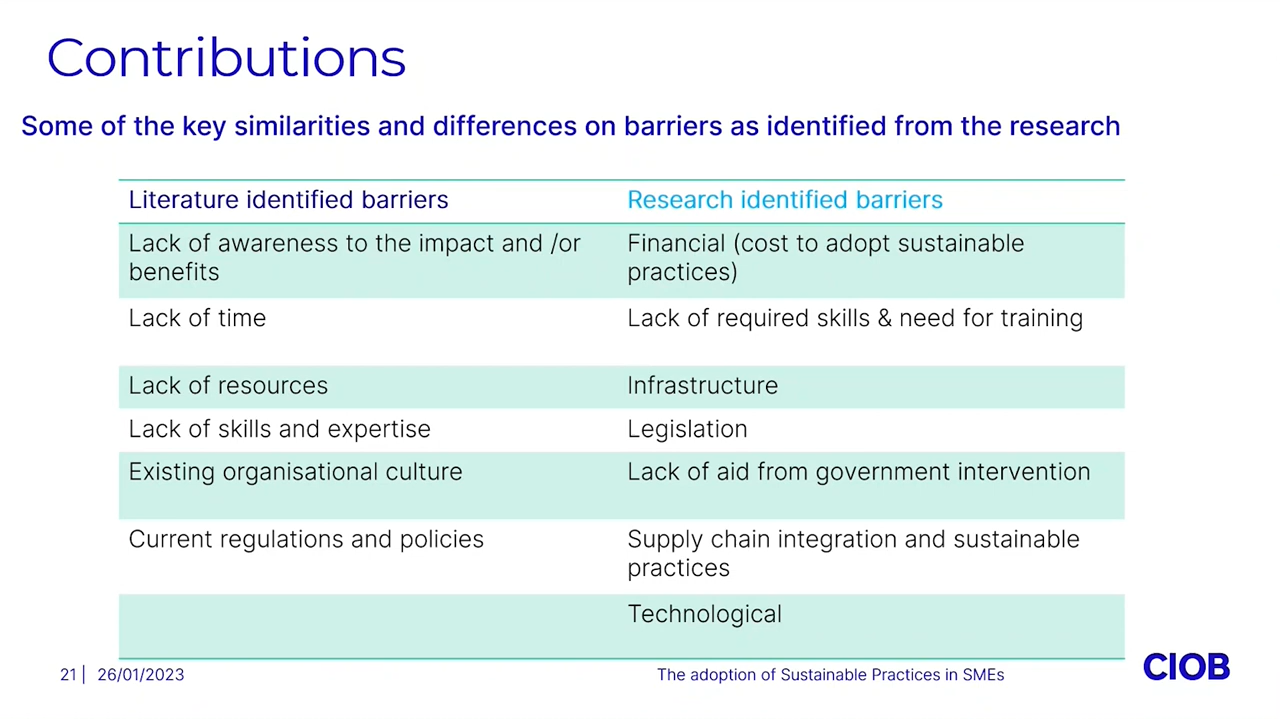 Contributions
Some of the key similarities and differences on barriers as identified from the research
Literature identified barriers
Research identified barriers
Lack of awareness to the impact and /or
benefits
Financial (cost to adopt sustainable
practices)
Lack of time
Lack of required skills & need for training
Lack of resources
Infrastructure
Lack of skills and expertise
Legislation
Existing organisational culture
Lack of aid from government intervention
Current regulations and policies
Supply chain integration and sustainable
practices
Technological
21 | 26/01/2023
The adoption of Sustainable Practices in SMEs
CIOB